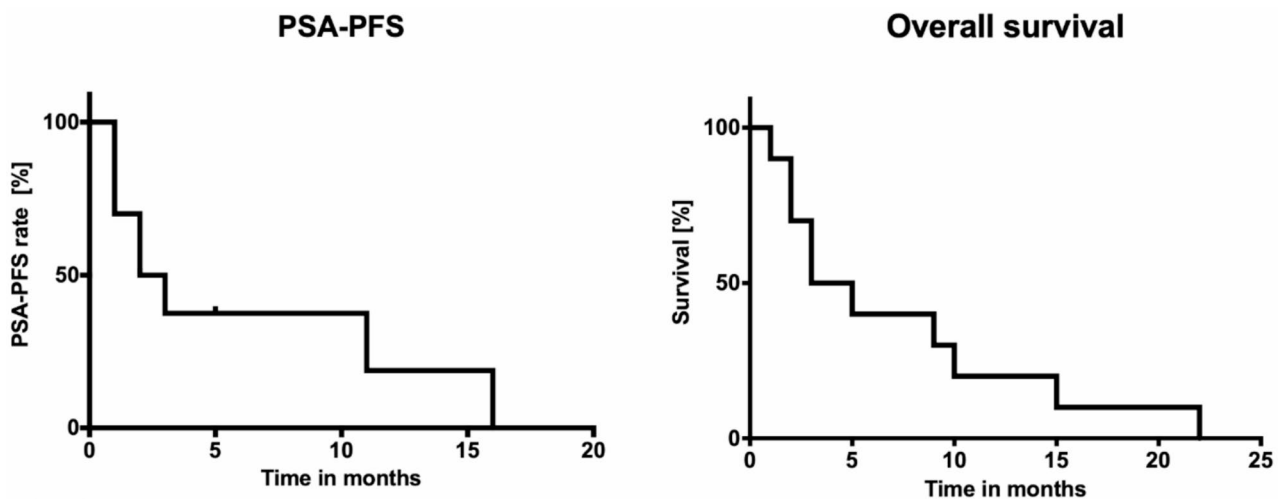 PSA-PFS
PSA-PFS rate [%]
100
50
0
0 5 10 15 20
Time in months
Overall survival
Survival [%]
100
50
0
0 5 10 15 20 25
Time in months